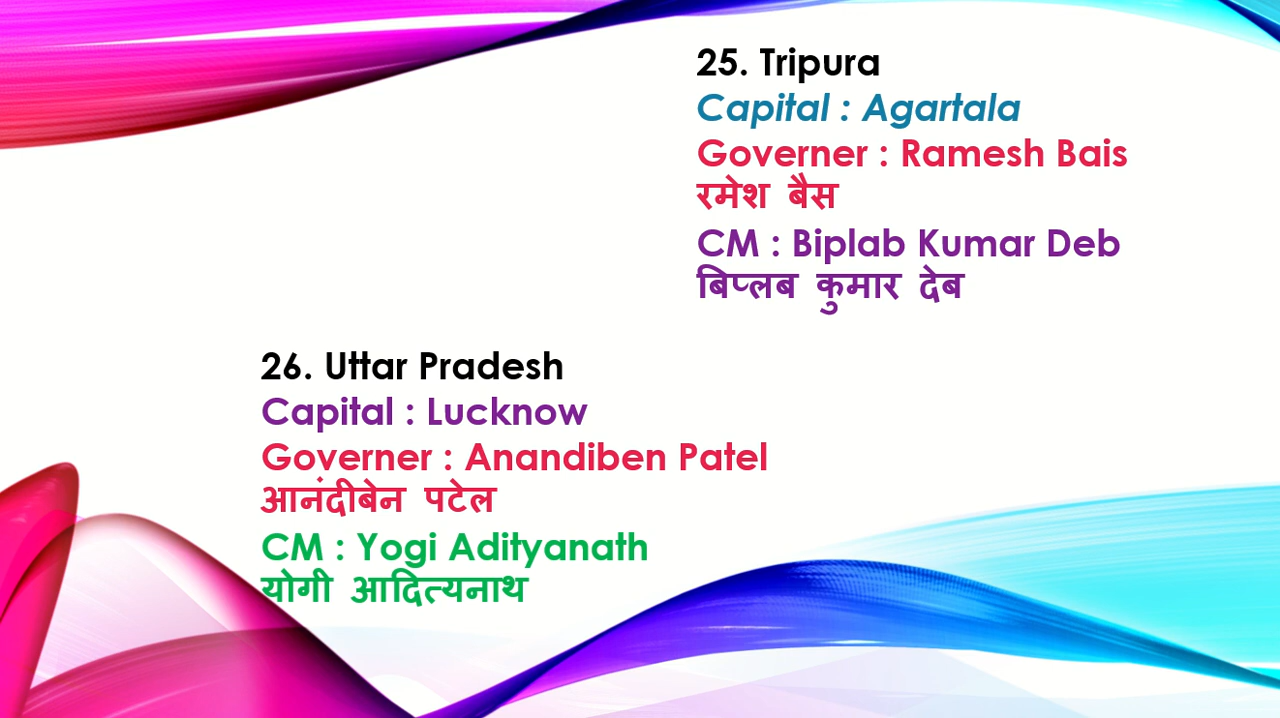 25. Tripura
Capital : Agartala
Governer : Ramesh Bais
रमेश बैस
CM : Biplab Kumar Deb
बिप्लब कुमार देब
26. Uttar Pradesh
Capital : Lucknow
Governer : Anandiben Patel
आनंदीबेन पटेल
CM : Yogi Adityanath
योगी आदित्यनाथ